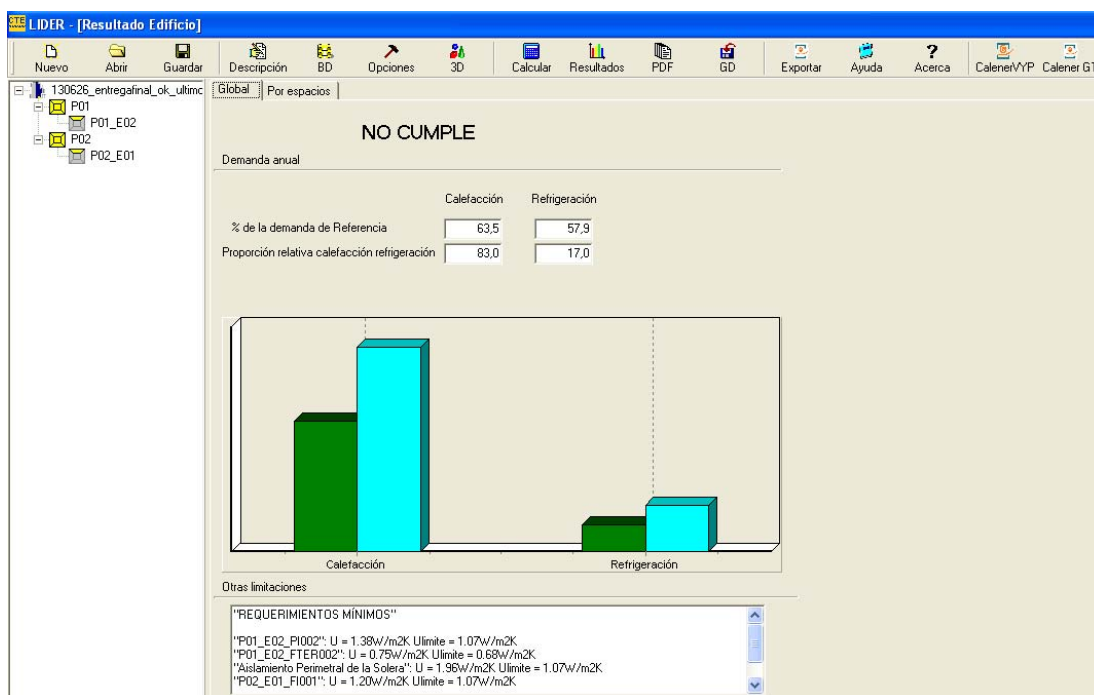 CTE LIDER - [Resultado Edificio]
Nuevo Abrir Guardar Descripción BD Opciones 3D Calcular Resultados PDF GD Exportar Ayuda Acerca CalenerVYP Calener GT
130626_entregafinal_ok_ultimo
P01
P01_E02
P02
P02_E01
Global Por espacios
NO CUMPLE
Demanda anual
Calefacción Refrigeración
% de la demanda de Referencia 63,5 57,9
Proporción relativa calefacción refrigeración 83,0 17,0
Calefacción Refrigeración
Otras limitaciones
"REQUERIMIENTOS MÍNIMOS"
"P01_E02_PI002": U = 1.38W/m2K Ulimite = 1.07W/m2K
"P01_E02_FTER002": U = 0.75W/m2K Ulimite = 0.68W/m2K
"Aislamiento Perimetral de la Solera": U = 1.96W/m2K Ulimite = 1.07W/m2K
"P02_E01_FI001": U = 1.20W/m2K Ulimite = 1.07W/m2K